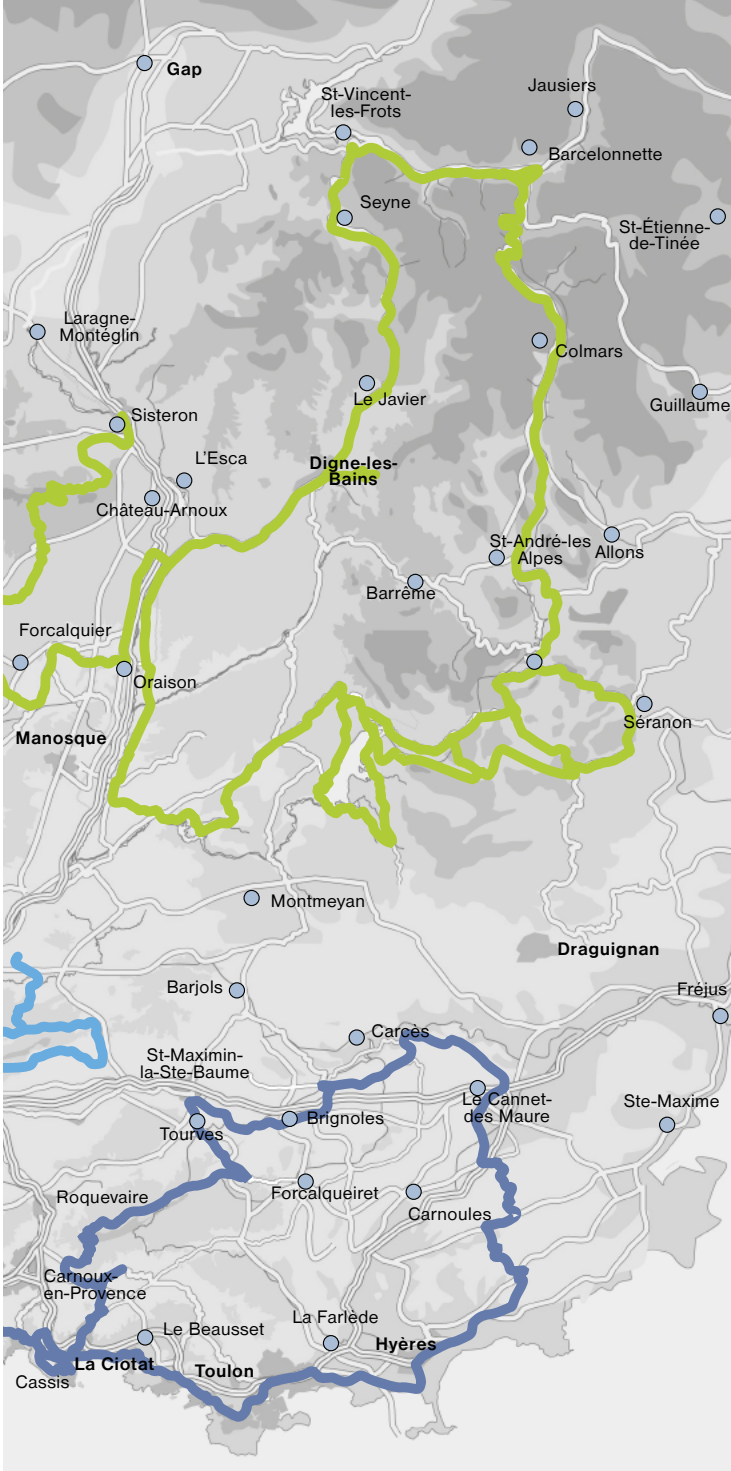 Gap
St-Vincent-
les-Frots
Jausiers
Barcelonnette
Seyne
St-Étienne-
de-Tinée
Laragne-
Montéglin
Colmars
Le Javier
Guillaume
Sisteron
L'Esca
Digne-les-
Bains
Château-Arnoux
St-André-les
Alpes
Allons
Barrême
Forcalquier
Oraison
Séranon
Manosque
Montmeyan
Draguignan
Barjols
Fréjus
Carcès
St-Maximin-
la-Ste-Baume
Le Cannet-
des Maure
Ste-Maxime
Brignoles
Tourves
Roquevaire
Forcalqueiret
Carnoules
Carnoux-
en-Provence
La Farlède
Le Beausset
Hyères
La Ciotat
Toulon
Cassis